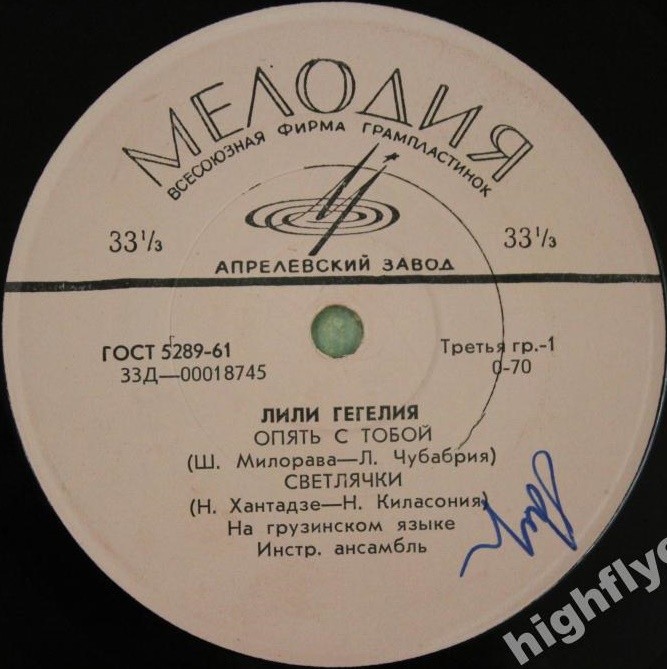 МЕЛОДИЯ
ВСЕСОЮЗНАЯ ФИРМА ГРАМПЛАСТИНОК
33⅓ 33⅓
АПРЕЛЕВСКИЙ ЗАВОД
ГОСТ 5289-61 Третья гр.-1
33Д—00018745 0-70
ЛИЛИ ГЕГЕЛИЯ
ОПЯТЬ С ТОБОЙ
(Ш. Милорава—Л. Чубабрия)
СВЕТЛЯЧКИ
(Н. Хантадзе—Н. Киласония)
На грузинском языке
Инстр. ансамбль